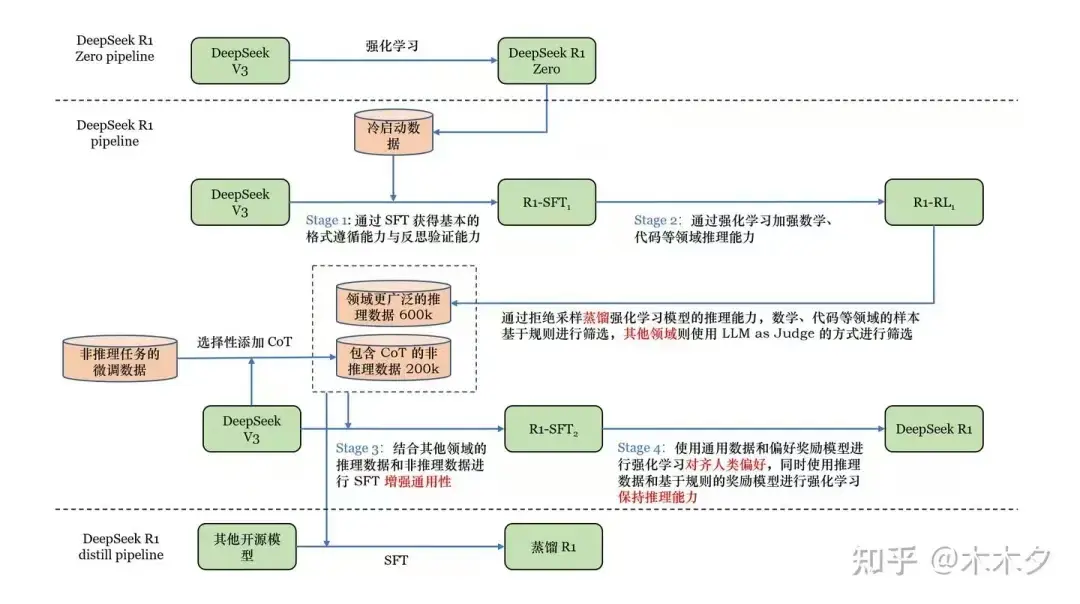 DeepSeek R1
Zero pipeline
DeepSeek
V3
强化学习
DeepSeek R1
Zero
DeepSeek R1
pipeline
冷启动数
据
DeepSeek
V3
Stage 1: 通过 SFT 获得基本的
格式遵循能力与反思验证能力
R1-SFT₁
Stage 2：通过强化学习加强数学、
代码等领域推理能力
R1-RL₁
领域更广泛的推
理数据 600k
通过拒绝采样蒸馏强化学习模型的推理能力，数学、代码等领域的样本
基于规则进行筛选，其他领域则使用 LLM as Judge 的方式进行筛选
非推理任务的
微调数据
选择性添加 CoT
包含 CoT 的非
推理数据 200k
DeepSeek
V3
Stage 3：结合其他领域的
推理数据和非推理数据进
行 SFT 增强通用性
R1-SFT₂
Stage 4：使用通用数据和偏好奖励模型进
行强化学习对齐人类偏好，同时使用推理
数据和基于规则的奖励模型进行强化学习
保持推理能力
DeepSeek R1
DeepSeek R1
distill pipeline
其他开源模
型
SFT
蒸馏 R1
知乎 @木木夕